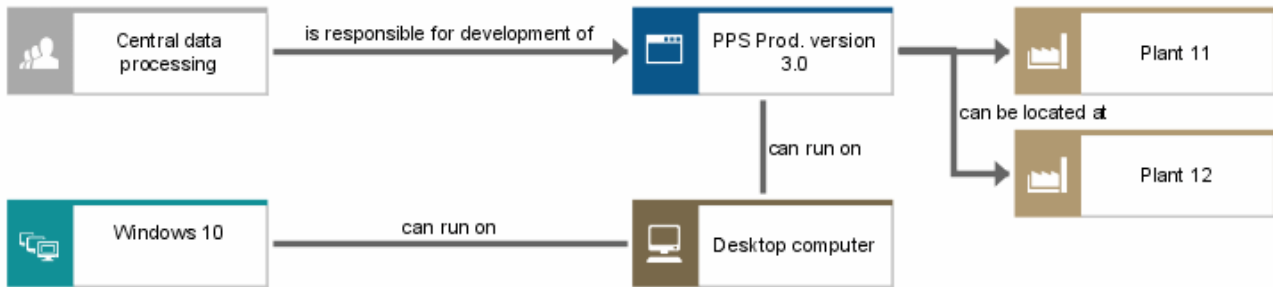 Central data
processing
is responsible for development of
PPS Prod. version
3.0
Plant 11
can be located at
can run on
Plant 12
Windows 10
can run on
Desktop computer